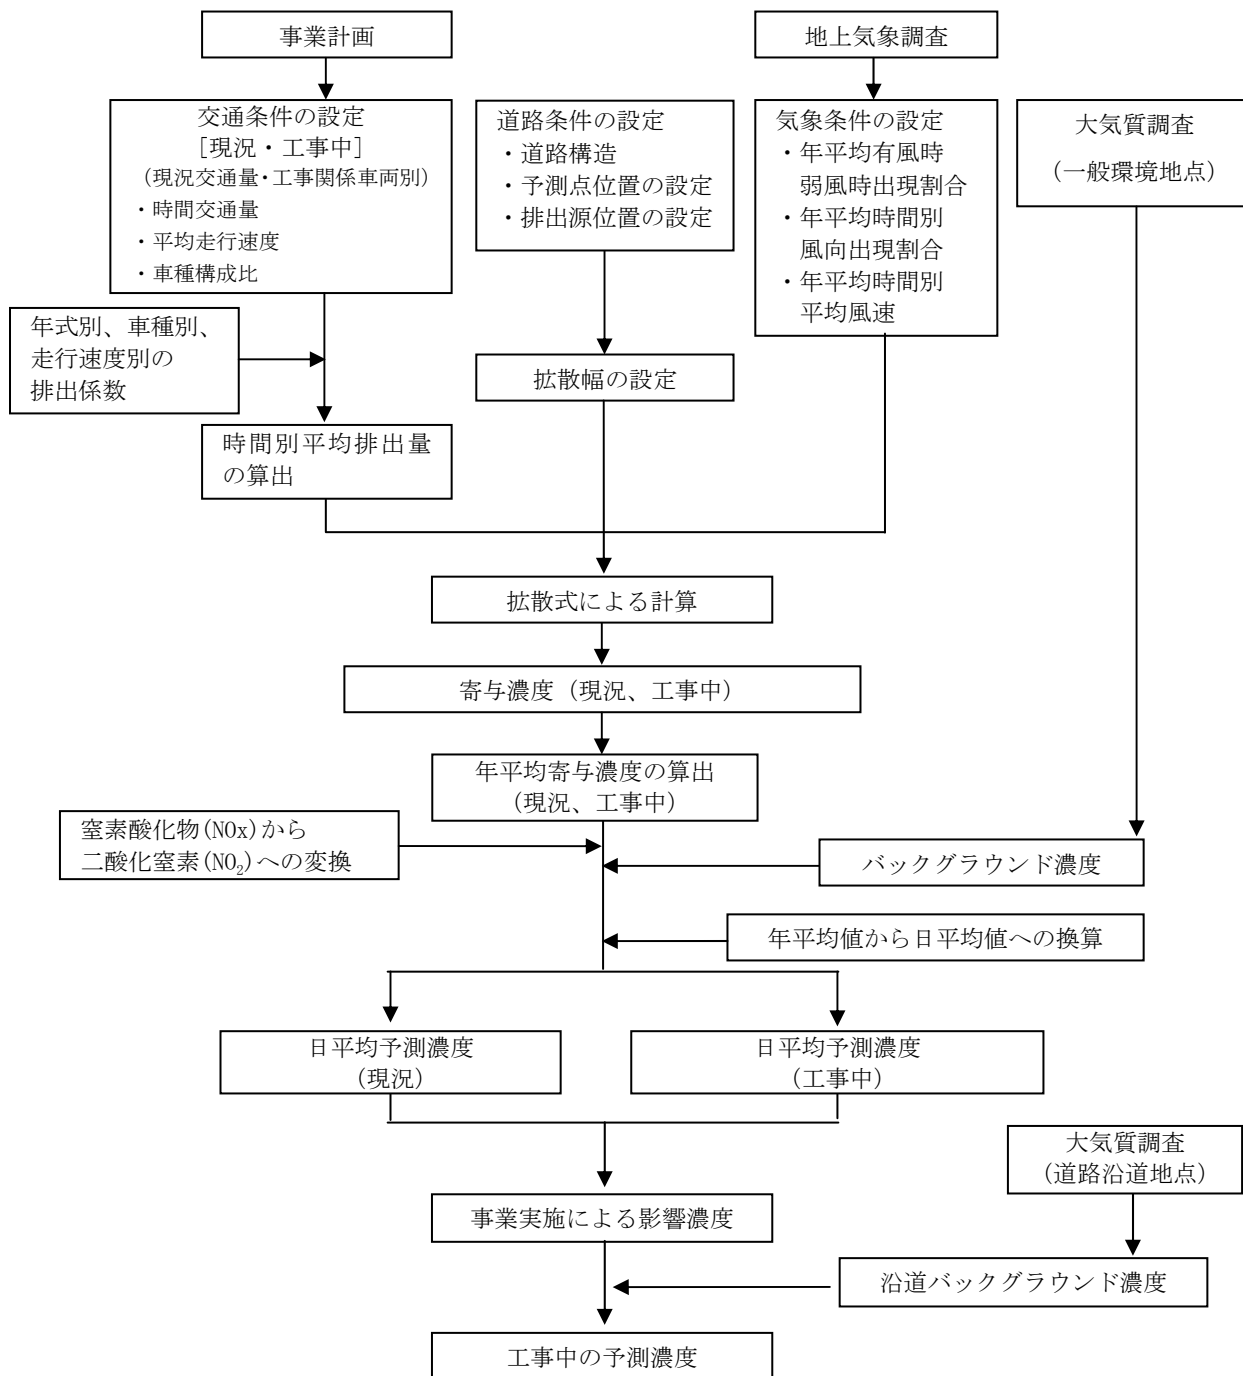 事業計画
地上気象調査
交通条件の設定
[現況・工事中]
(現況交通量・工事関係車両別)
・時間交通量
・平均走行速度
・車種構成比
道路条件の設定
・道路構造
・予測点位置の設定
・排出源位置の設定
気象条件の設定
・年平均有風時
弱風時出現割合
・年平均時間別
風向出現割合
・年平均時間別
平均風速
大気質調査
(一般環境地点)
年式別、車種別、
走行速度別の
排出係数
拡散幅の設定
時間別平均排出量
の算出
拡散式による計算
寄与濃度(現況、工事中)
年平均寄与濃度の算出
(現況、工事中)
窒素酸化物(NOx)から
二酸化窒素(NO₂)への変換
バックグラウンド濃度
年平均値から日平均値への換算
日平均予測濃度
(現況)
日平均予測濃度
(工事中)
大気質調査
(道路沿道地点)
事業実施による影響濃度
沿道バックグラウンド濃度
工事中の予測濃度